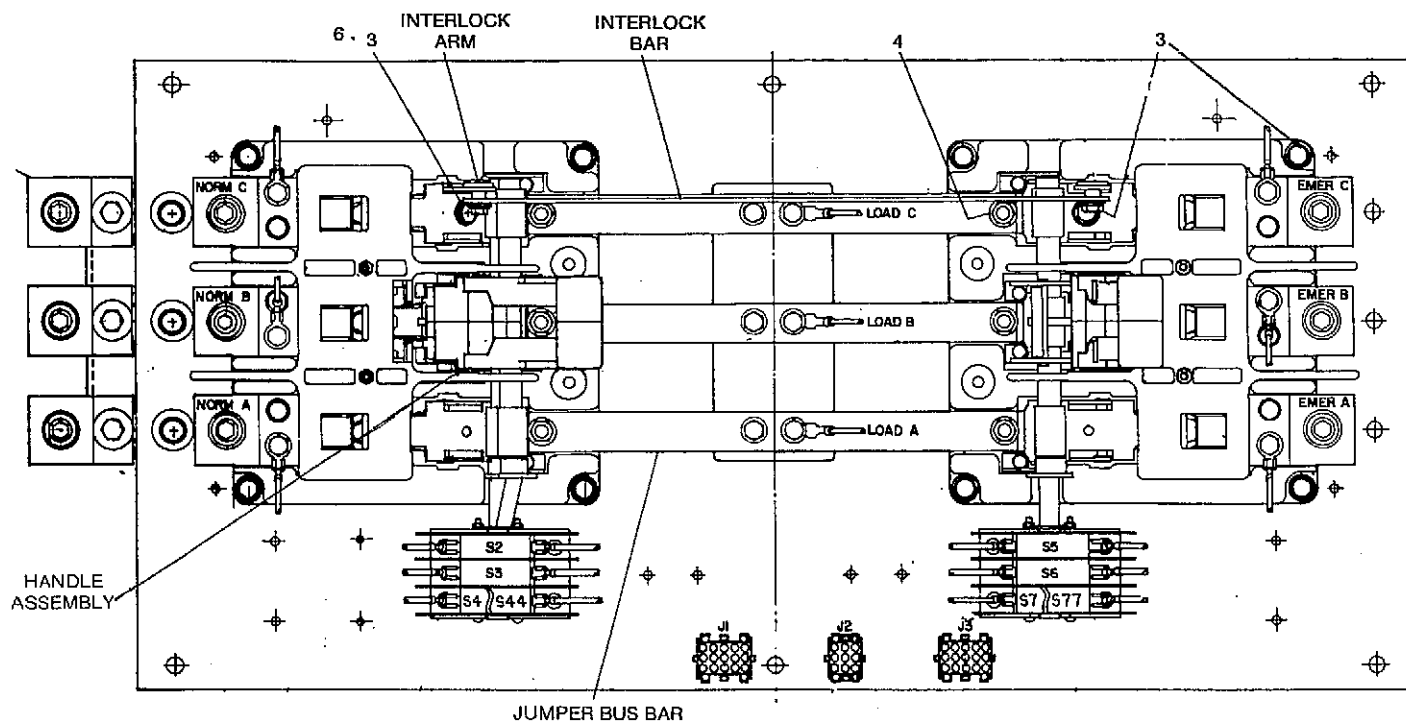 INTERLOCK
ARM
INTERLOCK
BAR
6. 3
4
3
NORM C
LOAD C
EMER C
NORM B
LOAD B
EMER B
NORM A
LOAD A
EMER A
S2
S5
S3
S6
S4 S44
S7 S77
HANDLE
ASSEMBLY
J1
J2
J3
JUMPER BUS BAR